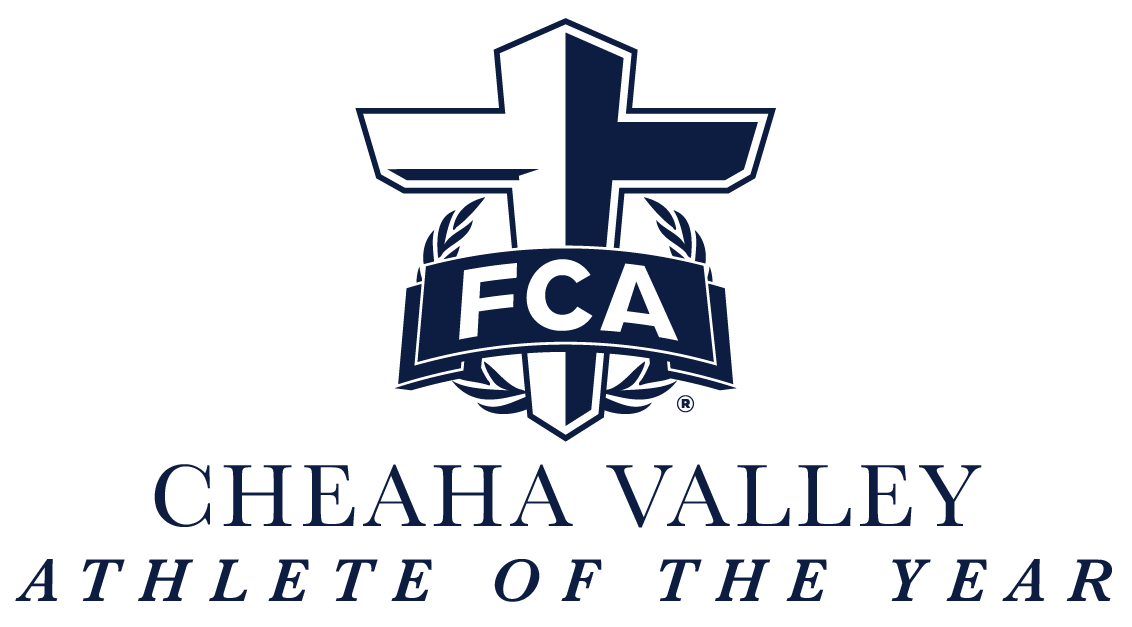 FCA
®
CHEAHA VALLEY
ATHLETE OF THE YEAR